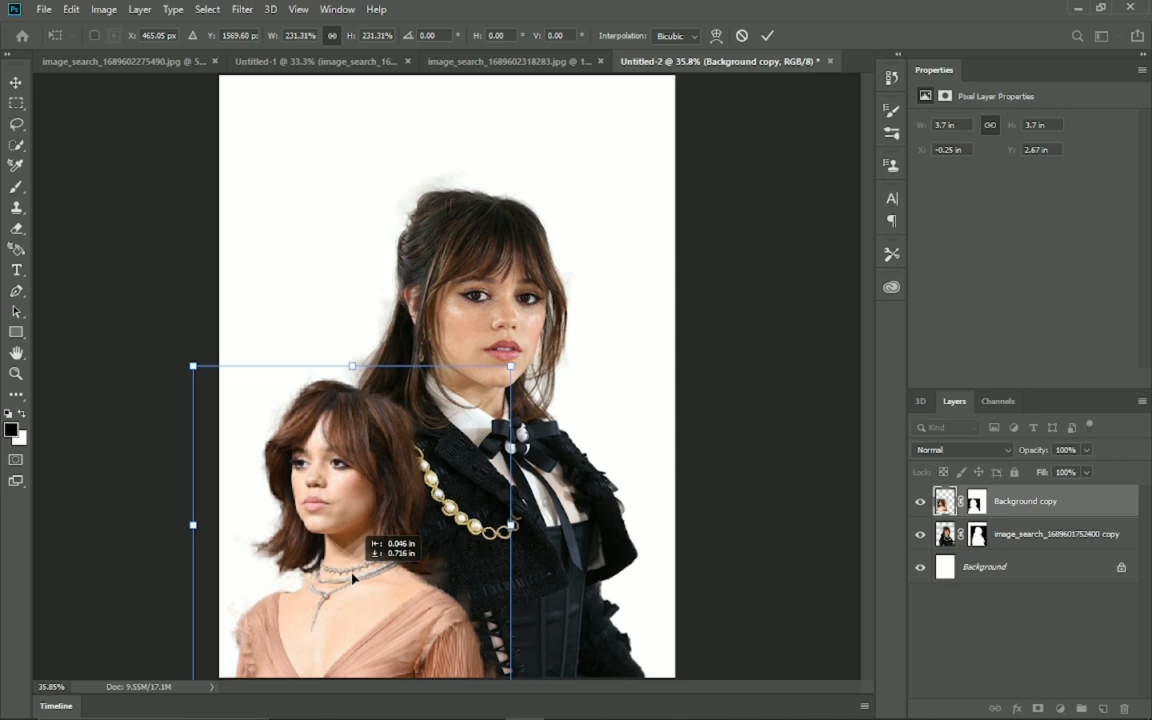 Ps File Edit Image Layer Type Select Filter 3D View Window Help
X: 465.05 px Y: 1569.60 px W: 231.31% H: 231.31% 0.00 ° H: 0.00 ° V: 0.00 ° Interpolation: Bicubic
image_search_1689602275490.jpg @ 5... × Untitled-1 @ 33.3% (image_search_16... × image_search_1689602318283.jpg @ 1... × Untitled-2 @ 35.8% (Background copy, RGB/8) * ×
Properties
Pixel Layer Properties
W: 3.7 in H: 3.7 in
X: -0.25 in Y: 2.67 in
0.046 in
0.716 in
3D Layers Channels
Kind
Normal Opacity: 100%
Lock: Fill: 100%
Background copy
image_search_1689601752400 copy
Background
35.85% Doc: 9.55M/17.1M
Timeline